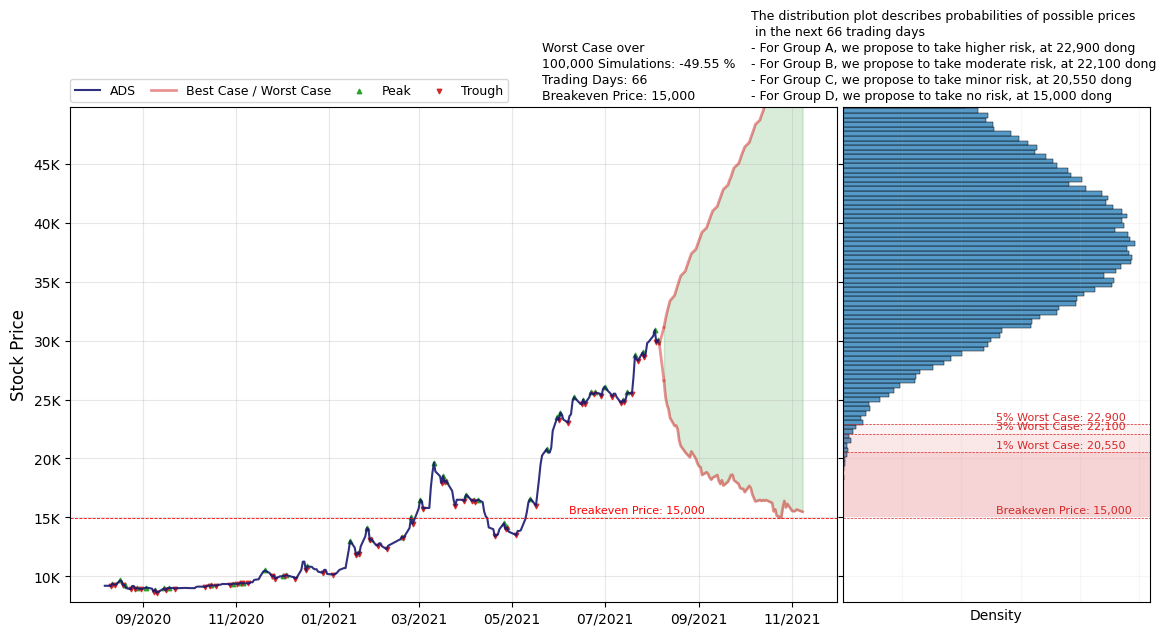 The distribution plot describes probabilities of possible prices
in the next 66 trading days
- For Group A, we propose to take higher risk, at 22,900 dong
- For Group B, we propose to take moderate risk, at 22,100 dong
- For Group C, we propose to take minor risk, at 20,550 dong
- For Group D, we propose to take no risk, at 15,000 dong
Worst Case over
100,000 Simulations: -49.55 %
Trading Days: 66
Breakeven Price: 15,000
ADS
Best Case / Worst Case
Peak
Trough
Stock Price
45K
40K
35K
30K
25K
20K
15K
10K
Breakeven Price: 15,000
09/2020
11/2020
01/2021
03/2021
05/2021
07/2021
09/2021
11/2021
5% Worst Case: 22,900
3% Worst Case: 22,100
1% Worst Case: 20,550
Breakeven Price: 15,000
Density